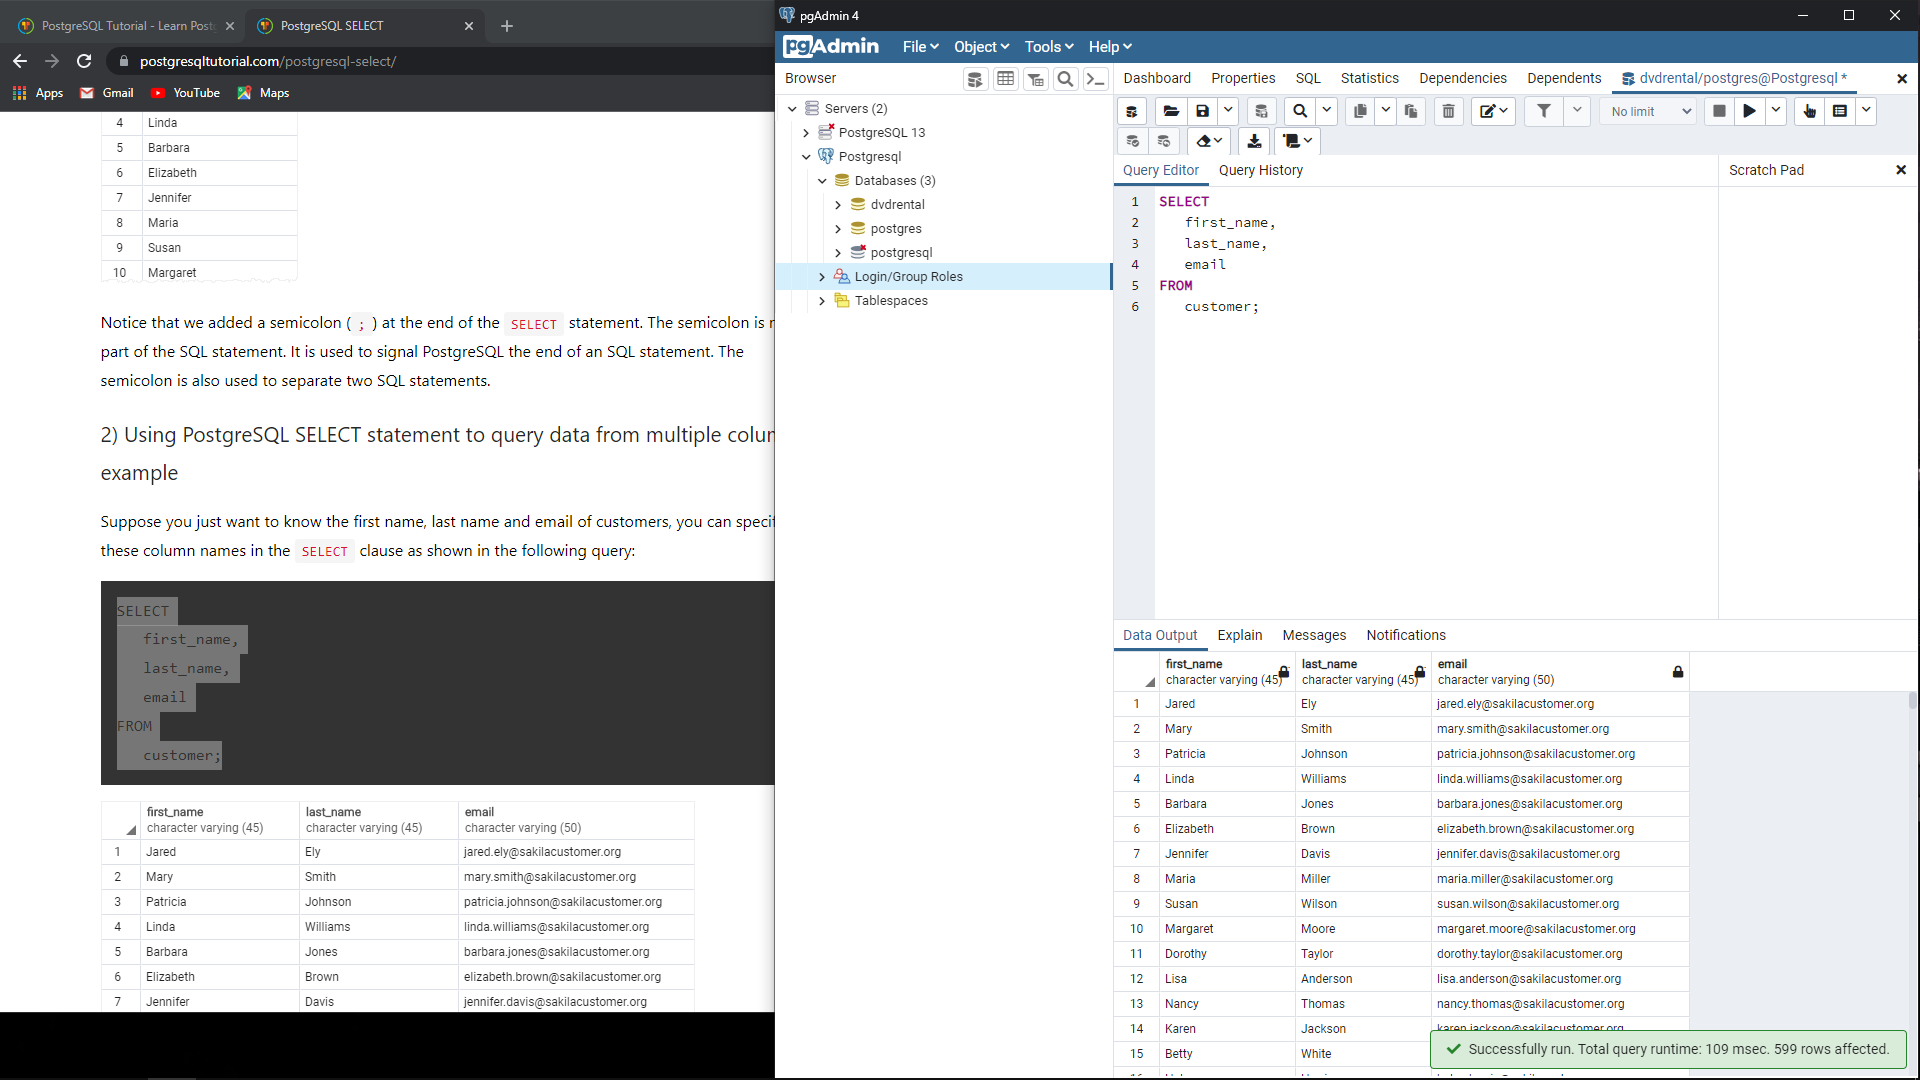 PostgreSQL Tutorial - Learn Post
PostgreSQL SELECT
postgresqltutorial.com/postgresql-select/
Apps
Gmail
YouTube
Maps
4 Linda
5 Barbara
6 Elizabeth
7 Jennifer
8 Maria
9 Susan
10 Margaret
Notice that we added a semicolon ( ; ) at the end of the SELECT statement. The semicolon is
part of the SQL statement. It is used to signal PostgreSQL the end of an SQL statement. The
semicolon is also used to separate two SQL statements.
2) Using PostgreSQL SELECT statement to query data from multiple colum
example
Suppose you just want to know the first name, last name and email of customers, you can specif
these column names in the SELECT clause as shown in the following query:
SELECT
first_name,
last_name,
email
FROM
customer;
first_name last_name email
character varying (45) character varying (45) character varying (50)
1 Jared Ely jared.ely@sakilacustomer.org
2 Mary Smith mary.smith@sakilacustomer.org
3 Patricia Johnson patricia.johnson@sakilacustomer.org
4 Linda Williams linda.williams@sakilacustomer.org
5 Barbara Jones barbara.jones@sakilacustomer.org
6 Elizabeth Brown elizabeth.brown@sakilacustomer.org
7 Jennifer Davis jennifer.davis@sakilacustomer.org
pgAdmin 4
pgAdmin
File Object Tools Help
Browser
Servers (2)
PostgreSQL 13
Postgresql
Databases (3)
dvdrental
postgres
postgresql
Login/Group Roles
Tablespaces
Dashboard Properties SQL Statistics Dependencies Dependents dvdrental/postgres@Postgresql *
No limit
Query Editor Query History
Scratch Pad
1 SELECT
2 first_name,
3 last_name,
4 email
5 FROM
6 customer;
Data Output Explain Messages Notifications
first_name last_name email
character varying (45) character varying (45) character varying (50)
1 Jared Ely jared.ely@sakilacustomer.org
2 Mary Smith mary.smith@sakilacustomer.org
3 Patricia Johnson patricia.johnson@sakilacustomer.org
4 Linda Williams linda.williams@sakilacustomer.org
5 Barbara Jones barbara.jones@sakilacustomer.org
6 Elizabeth Brown elizabeth.brown@sakilacustomer.org
7 Jennifer Davis jennifer.davis@sakilacustomer.org
8 Maria Miller maria.miller@sakilacustomer.org
9 Susan Wilson susan.wilson@sakilacustomer.org
10 Margaret Moore margaret.moore@sakilacustomer.org
11 Dorothy Taylor dorothy.taylor@sakilacustomer.org
12 Lisa Anderson lisa.anderson@sakilacustomer.org
13 Nancy Thomas nancy.thomas@sakilacustomer.org
14 Karen Jackson karen.jackson@sakilacustomer.org
15 Betty White
Successfully run. Total query runtime: 109 msec. 599 rows affected.